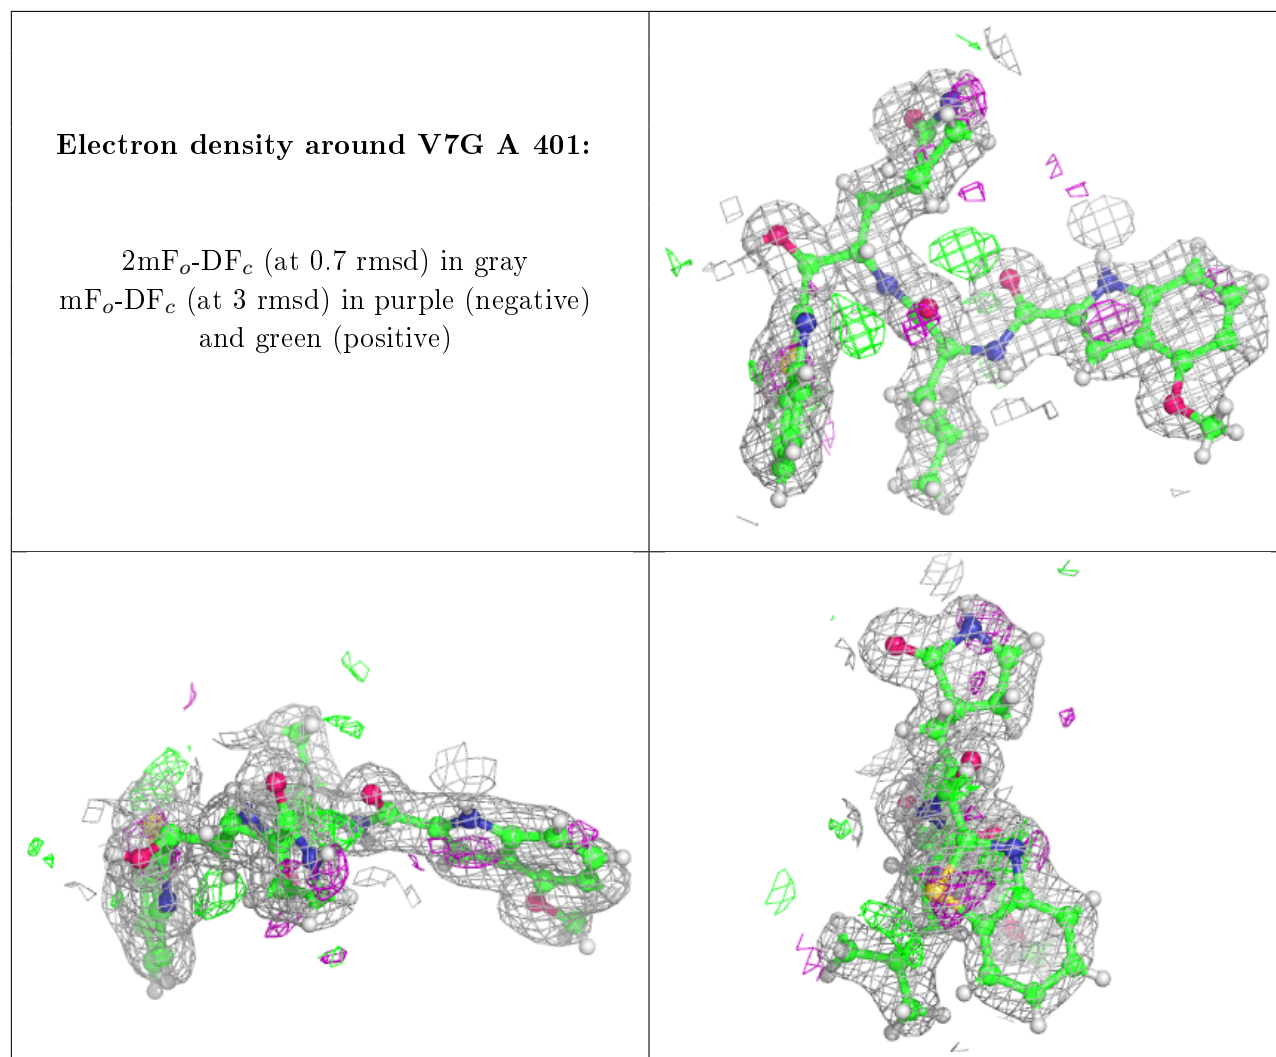 Electron density around V7G A 401:
2mFo-DFc (at 0.7 rmsd) in gray
mFo-DFc (at 3 rmsd) in purple (negative)
and green (positive)